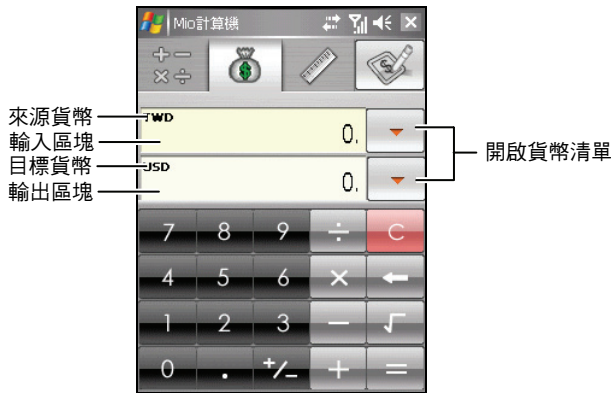 Mio計算機
來源貨幣
TWD
輸入區塊
0.
目標貨幣
USD
輸出區塊
0.
開啟貨幣清單
7 8 9 ÷ C
4 5 6 × ←
1 2 3 − √
0 . +/- + =